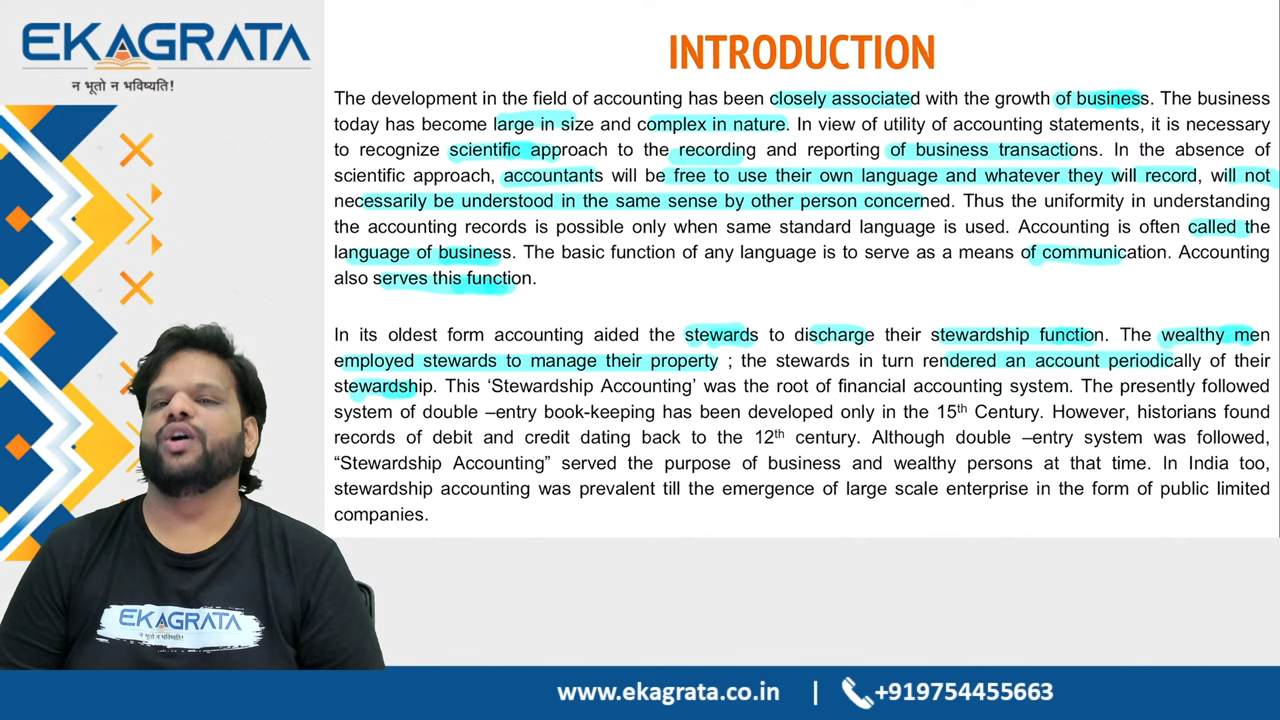 EKAGRATA
न भूतो न भविष्यति!
INTRODUCTION
The development in the field of accounting has been closely associated with the growth of business. The business
today has become large in size and complex in nature. In view of utility of accounting statements, it is necessary
to recognize scientific approach to the recording and reporting of business transactions. In the absence of
scientific approach, accountants will be free to use their own language and whatever they will record, will not
necessarily be understood in the same sense by other person concerned. Thus the uniformity in understanding
the accounting records is possible only when same standard language is used. Accounting is often called the
language of business. The basic function of any language is to serve as a means of communication. Accounting
also serves this function.
In its oldest form accounting aided the stewards to discharge their stewardship function. The wealthy men
employed stewards to manage their property ; the stewards in turn rendered an account periodically of their
stewardship. This ‘Stewardship Accounting’ was the root of financial accounting system. The presently followed
system of double –entry book-keeping has been developed only in the 15th Century. However, historians found
records of debit and credit dating back to the 12th century. Although double –entry system was followed,
“Stewardship Accounting” served the purpose of business and wealthy persons at that time. In India too,
stewardship accounting was prevalent till the emergence of large scale enterprise in the form of public limited
companies.
EKAGRATA
न भूतो न भविष्यति!
www.ekagrata.co.in | +919754455663